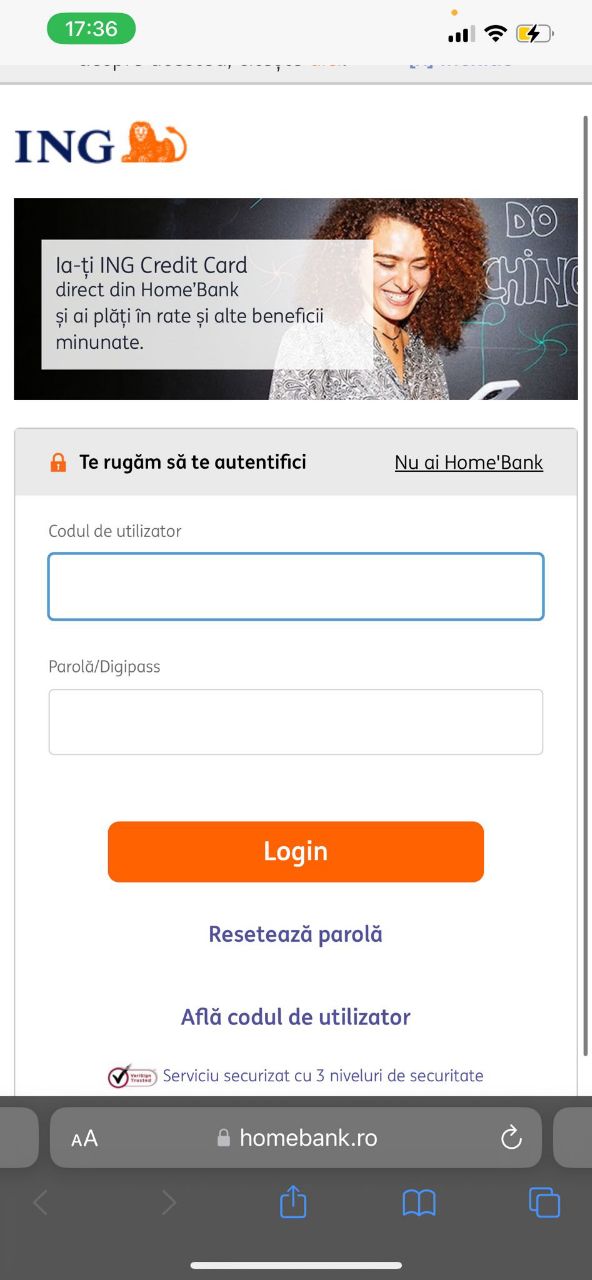 17:36
ING
Ia-ți ING Credit Card
direct din Home'Bank
și ai plăți în rate și alte beneficii
minunate.
DO
Te rugăm să te autentifici
Nu ai Home'Bank
Codul de utilizator
Parolă/Digipass
Login
Resetează parolă
Află codul de utilizator
VeriSign
Trusted
Serviciu securizat cu 3 niveluri de securitate
AA
homebank.ro